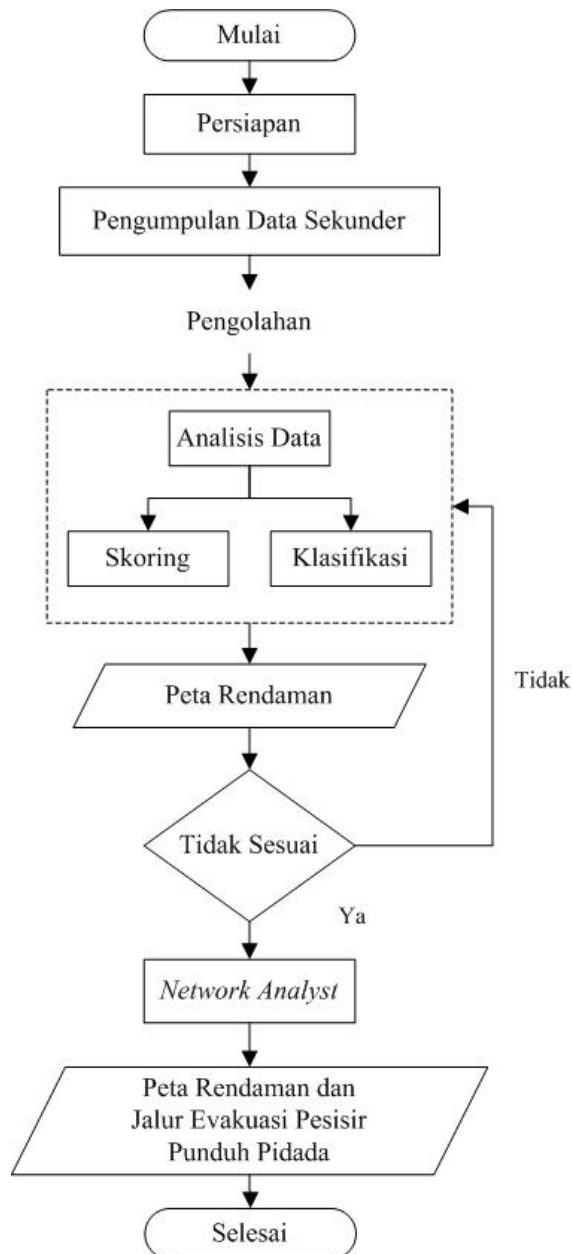 Mulai
Persiapan
Pengumpulan Data Sekunder
Pengolahan
Analisis Data
Skoring
Klasifikasi
Peta Rendaman
Tidak
Tidak Sesuai
Ya
Network Analyst
Peta Rendaman dan
Jalur Evakuasi Pesisir
Punduh Pidada
Selesai